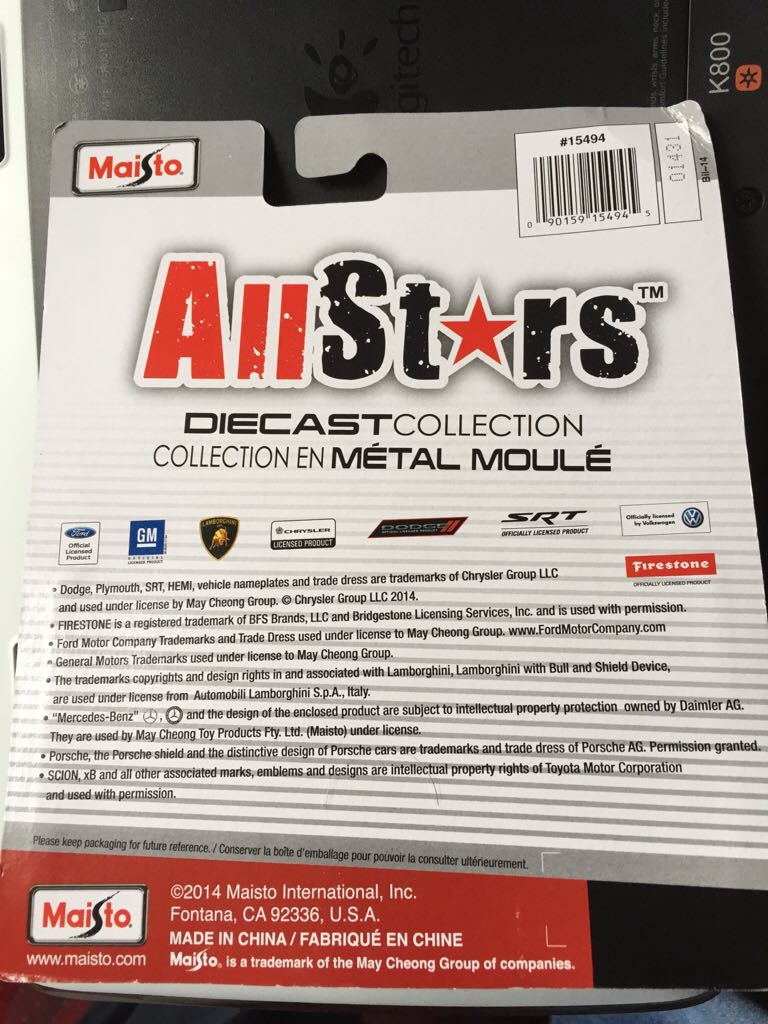 K800
gitech
Maisto
#15494
0 90159 15494 5
01431
Bil-14
AllStars™
DIECAST COLLECTION
COLLECTION EN MÉTAL MOULÉ
Ford
Official
Licensed
Product
GM
OFFICIAL
LICENSED
LAMBORGHINI
CHRYSLER
LICENSED PRODUCT
DODGE
OFFICIAL LICENSED PRODUCT
SRT
OFFICIALLY LICENSED PRODUCT
Officially licensed
by Volkswagen
Firestone
OFFICIALLY LICENSED PRODUCT
• Dodge, Plymouth, SRT, HEMI, vehicle nameplates and trade dress are trademarks of Chrysler Group LLC
and used under license by May Cheong Group. © Chrysler Group LLC 2014.
• FIRESTONE is a registered trademark of BFS Brands, LLC and Bridgestone Licensing Services, Inc. and is used with permission.
• Ford Motor Company Trademarks and Trade Dress used under license to May Cheong Group. www.FordMotorCompany.com
• General Motors Trademarks used under license to May Cheong Group.
• The trademarks copyrights and design rights in and associated with Lamborghini, Lamborghini with Bull and Shield Device,
are used under license from Automobili Lamborghini S.p.A., Italy.
• "Mercedes-Benz" , and the design of the enclosed product are subject to intellectual property protection owned by Daimler AG.
They are used by May Cheong Toy Products Fty. Ltd. (Maisto) under license.
• Porsche, the Porsche shield and the distinctive design of Porsche cars are trademarks and trade dress of Porsche AG. Permission granted.
• SCION, xB and all other associated marks, emblems and designs are intellectual property rights of Toyota Motor Corporation
and used with permission.
Please keep packaging for future reference. / Conserver la boîte d'emballage pour pouvoir la consulter ultérieurement.
Maisto
www.maisto.com
©2014 Maisto International, Inc.
Fontana, CA 92336, U.S.A.
MADE IN CHINA / FABRIQUÉ EN CHINE
Maisto. is a trademark of the May Cheong Group of companies.